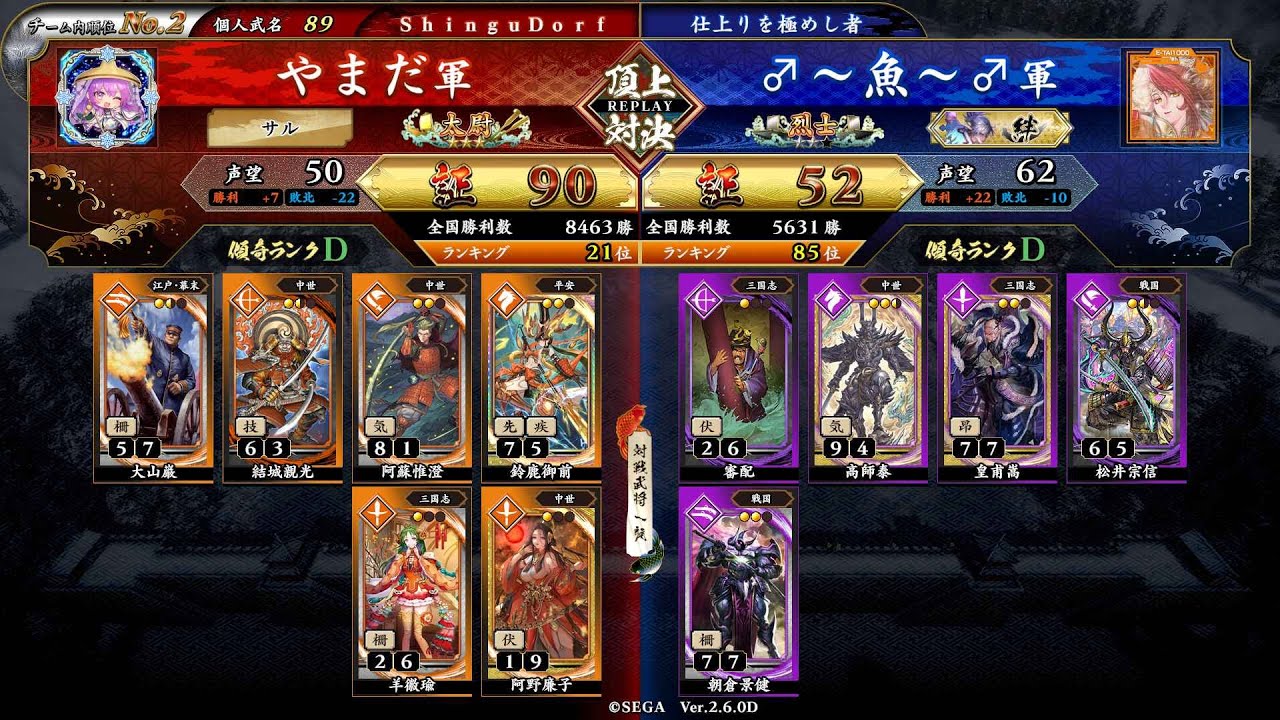 チーム内順位 No.2
個人武名 89
ShinguDorf
仕上りを極めし者
やまだ軍
頂上
REPLAY
対決
♂～魚～♂軍
E-TAI1000
サル
太尉
烈士
絆
声望 50
勝利 +7 敗北 -22
証 90
証 52
声望 62
勝利 +22 敗北 -10
全国勝利数 8463勝
全国勝利数 5631勝
傾奇ランクD
ランキング 21位
ランキング 85位
傾奇ランクD
江戸・幕末
柵
5 7
大山巌
中世
技
6 3
結城親光
中世
気
8 1
阿蘇惟澄
平安
先 疾
7 5
鈴鹿御前
三国志
伏
2 6
審配
中世
気
9 4
高師泰
三国志
昂
7 7
皇甫嵩
戦国
6 5
松井宗信
対戦武将一覧
三国志
柵
2 6
羊徽瑜
中世
伏
1 9
阿野廉子
戦国
柵
7 7
朝倉景健
©SEGA Ver.2.6.0D